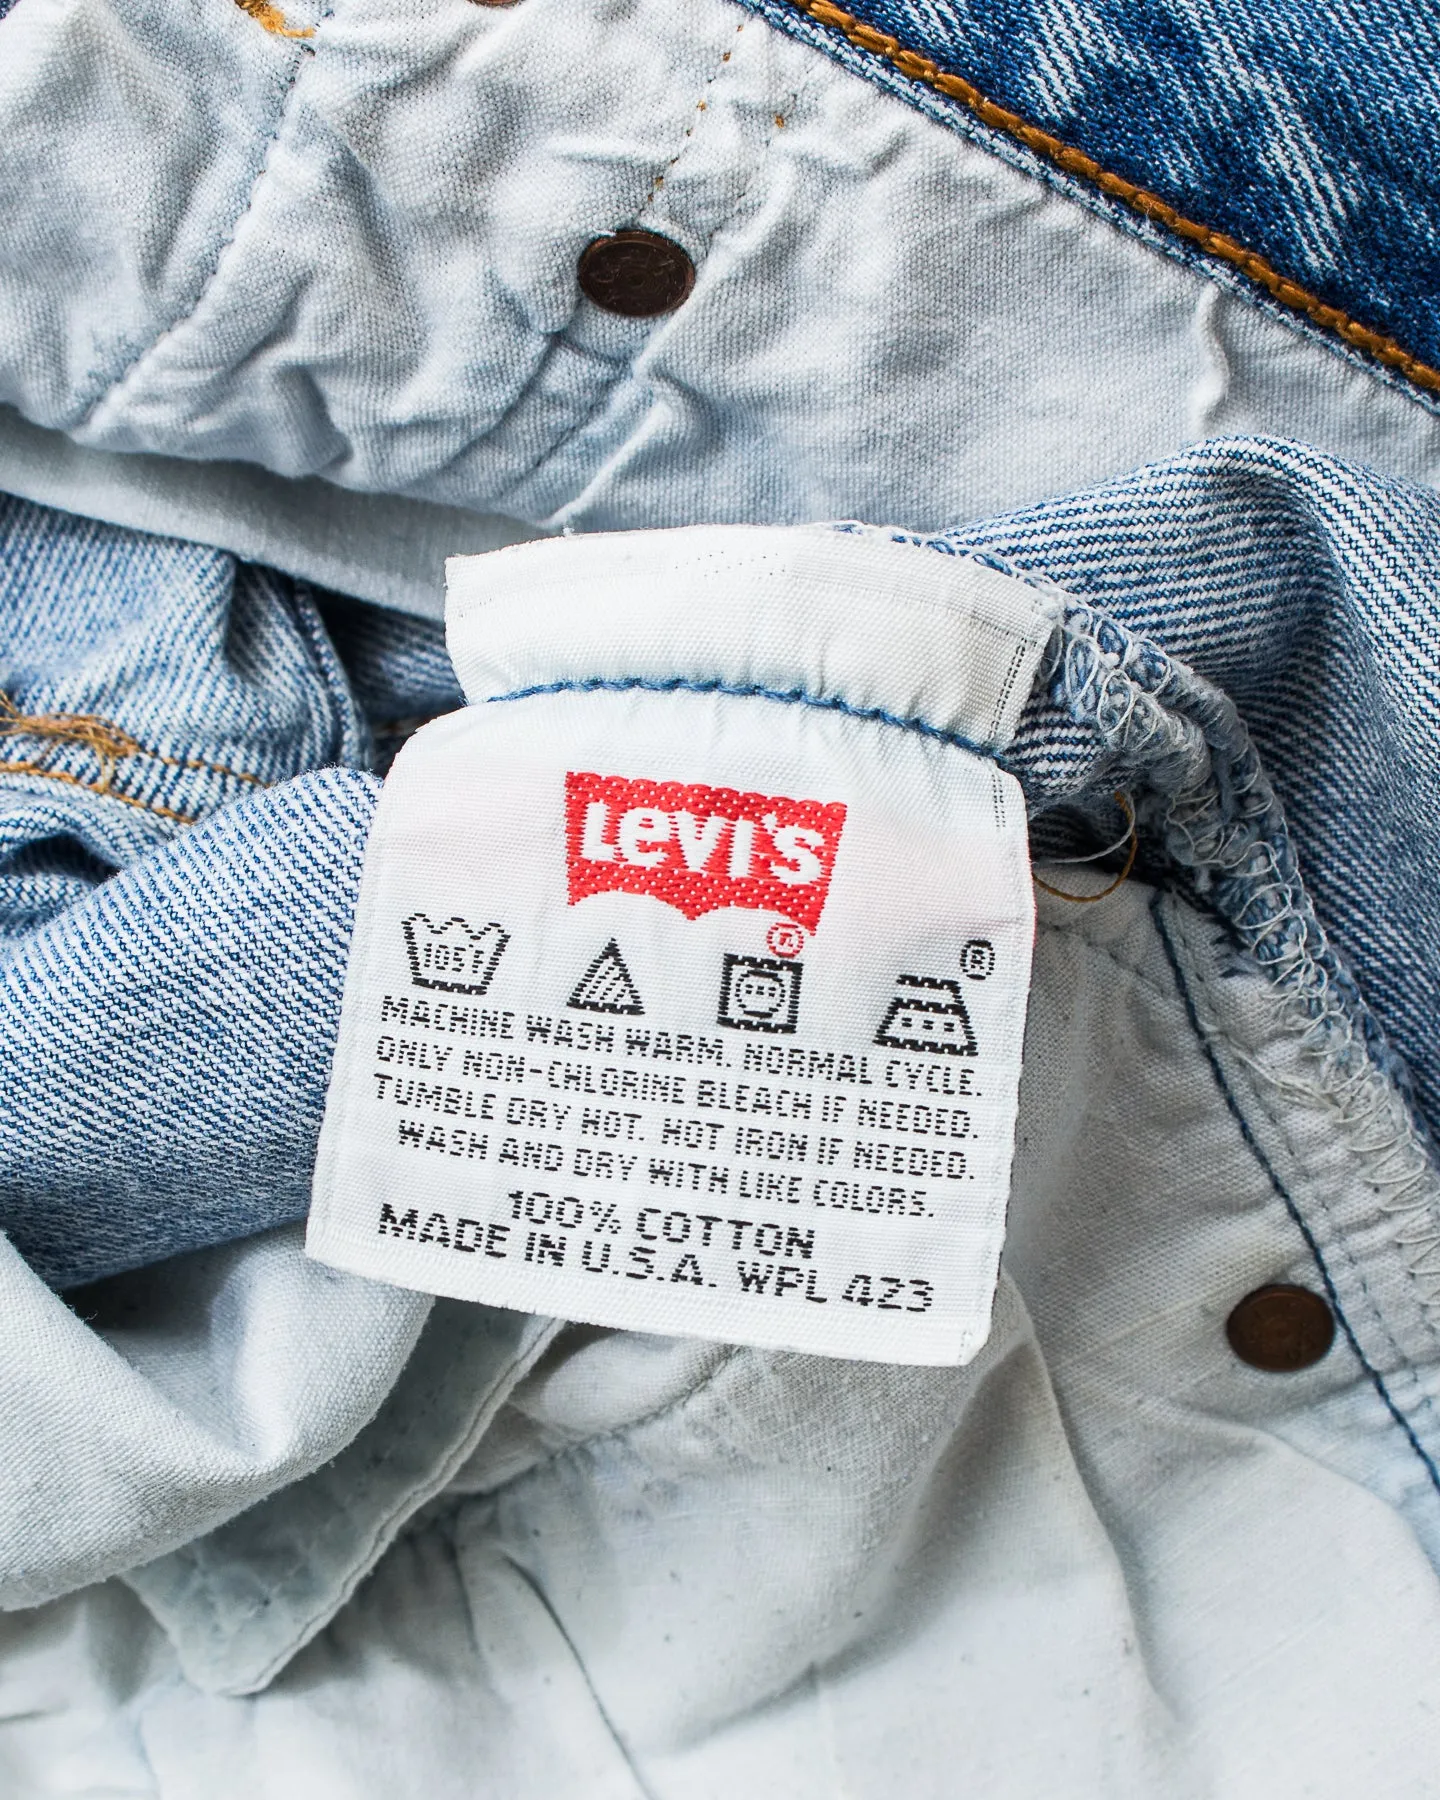 Levi's
®
105F
®
MACHINE WASH WARM. NORMAL CYCLE.
ONLY NON-CHLORINE BLEACH IF NEEDED.
TUMBLE DRY HOT. HOT IRON IF NEEDED.
WASH AND DRY WITH LIKE COLORS.
100% COTTON
MADE IN U.S.A. WPL 423